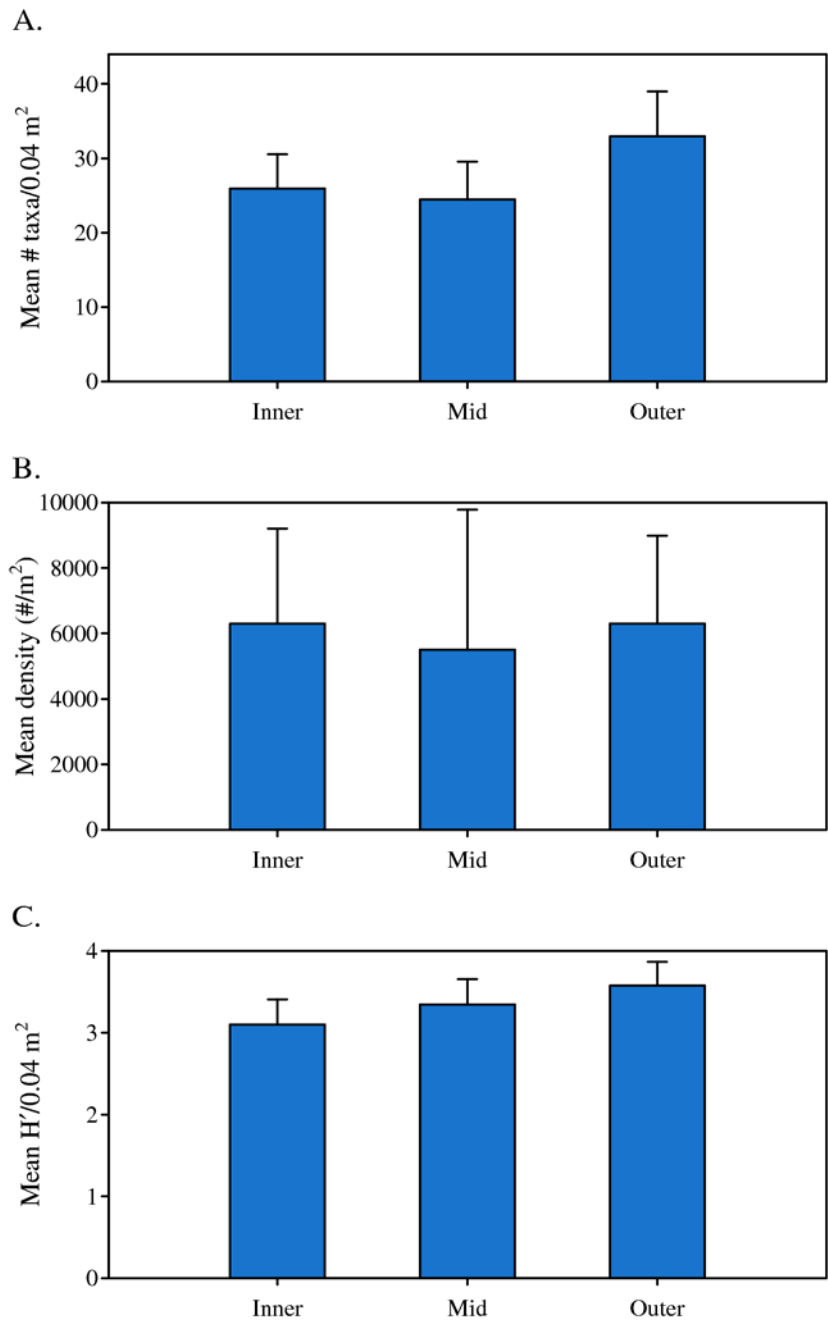 A.
Mean # taxa/0.04 m²
40
30
20
10
0
Inner Mid Outer
B.
Mean density (#/m²)
10000
8000
6000
4000
2000
0
Inner Mid Outer
C.
Mean H′/0.04 m²
4
3
2
1
0
Inner Mid Outer